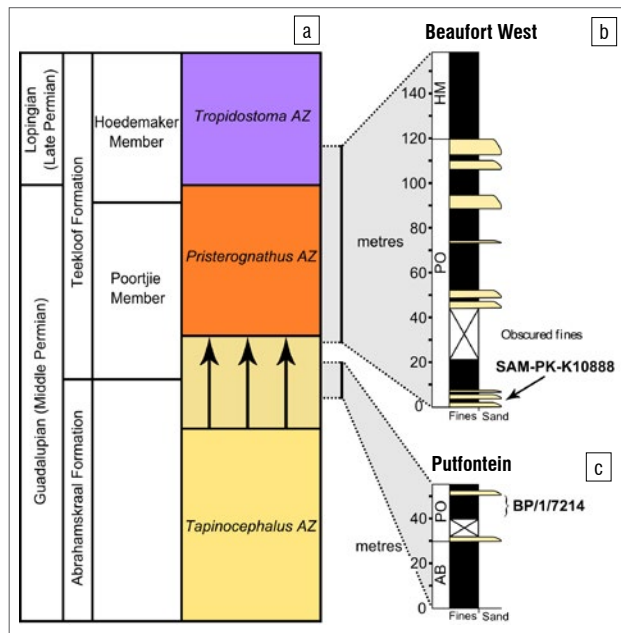 a
Lopingian
(Late Permian)
Guadalupian (Middle Permian)
Teekloof Formation
Abrahamskraal Formation
Hoedemaker
Member
Poortjie
Member
Tropidostoma AZ
Pristerognathus AZ
Tapinocephalus AZ
Beaufort West
b
metres
140
120
100
80
60
40
20
0
HM
PO
Obscured fines
SAM-PK-K10888
Fines Sand
Putfontein
c
metres
40
20
0
PO
AB
BP/1/7214
Fines Sand